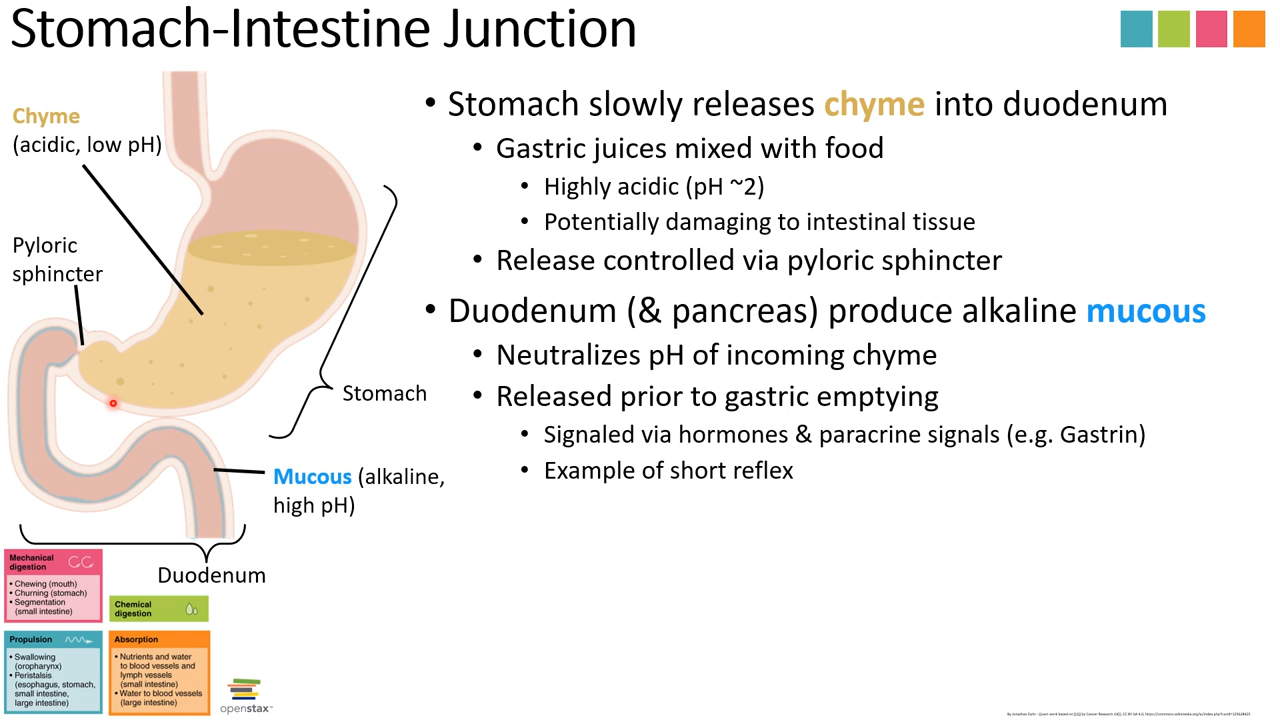 Stomach-Intestine Junction
Chyme
(acidic, low pH)
Pyloric
sphincter
Stomach
Mucous (alkaline,
high pH)
Duodenum
• Stomach slowly releases chyme into duodenum
• Gastric juices mixed with food
• Highly acidic (pH ~2)
• Potentially damaging to intestinal tissue
• Release controlled via pyloric sphincter
• Duodenum (& pancreas) produce alkaline mucous
• Neutralizes pH of incoming chyme
• Released prior to gastric emptying
• Signaled via hormones & paracrine signals (e.g. Gastrin)
• Example of short reflex
Mechanical
digestion
• Chewing (mouth)
• Churning (stomach)
• Segmentation
(small intestine)
Chemical
digestion
Propulsion
• Swallowing
(oropharynx)
• Peristalsis
(esophagus, stomach,
small intestine,
large intestine)
Absorption
• Nutrients and water
to blood vessels and
lymph vessels
(small intestine)
• Water to blood vessels
(large intestine)
openstax™